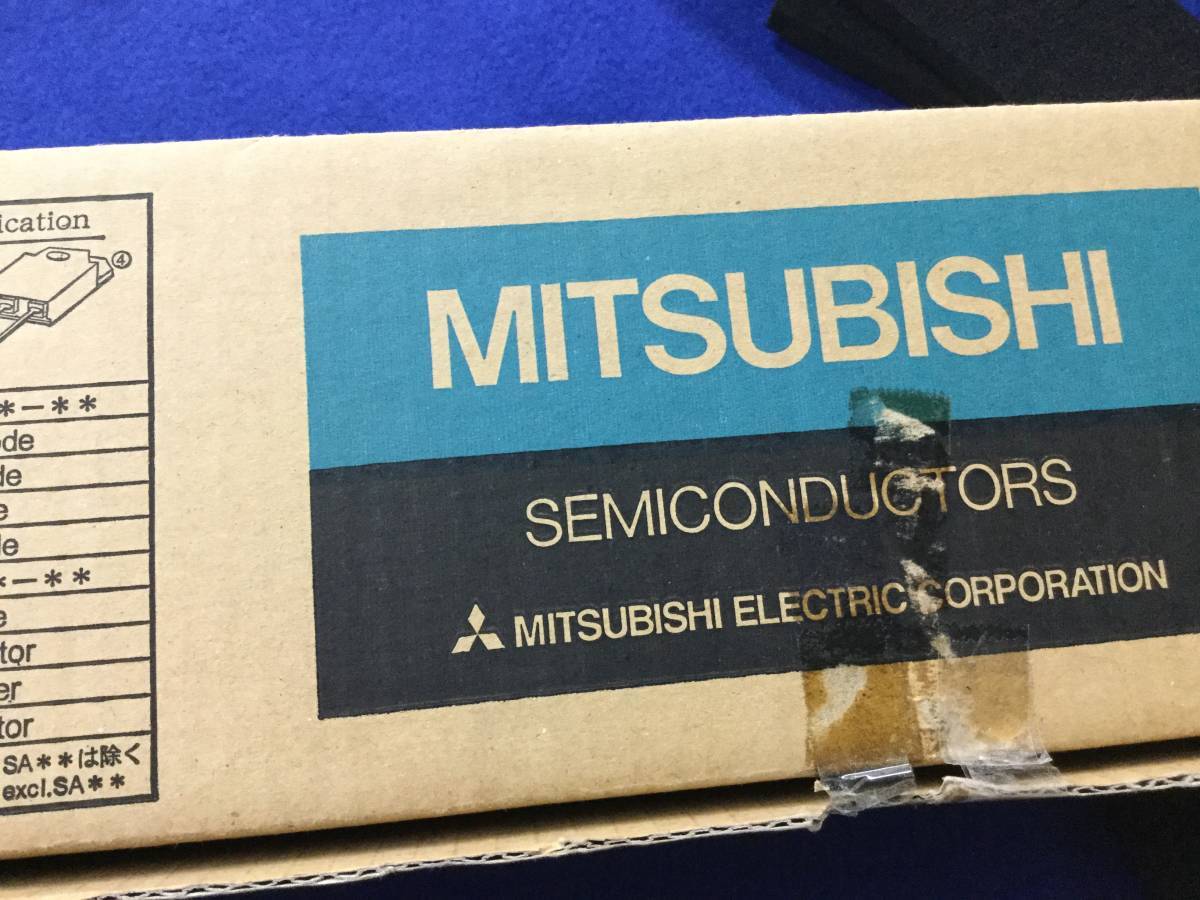 ication
④
*-**
ode
de
e
de
*-**
e
tor
er
tor
SA**は除く
excl.SA**
MITSUBISHI
SEMICONDUCTORS
MITSUBISHI ELECTRIC CORPORATION